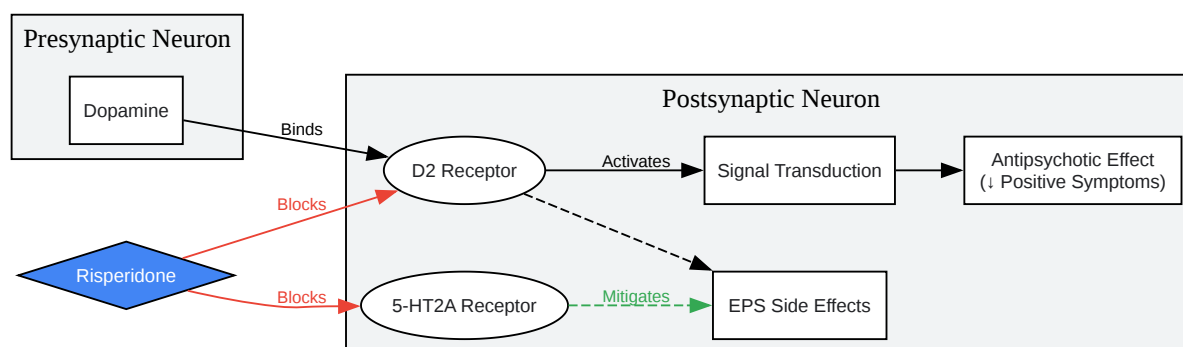 Presynaptic Neuron
Dopamine
Postsynaptic Neuron
Binds
D2 Receptor
Activates
Signal Transduction
Antipsychotic Effect
(↓ Positive Symptoms)
Blocks
Risperidone
Blocks
5-HT2A Receptor
Mitigates
EPS Side Effects